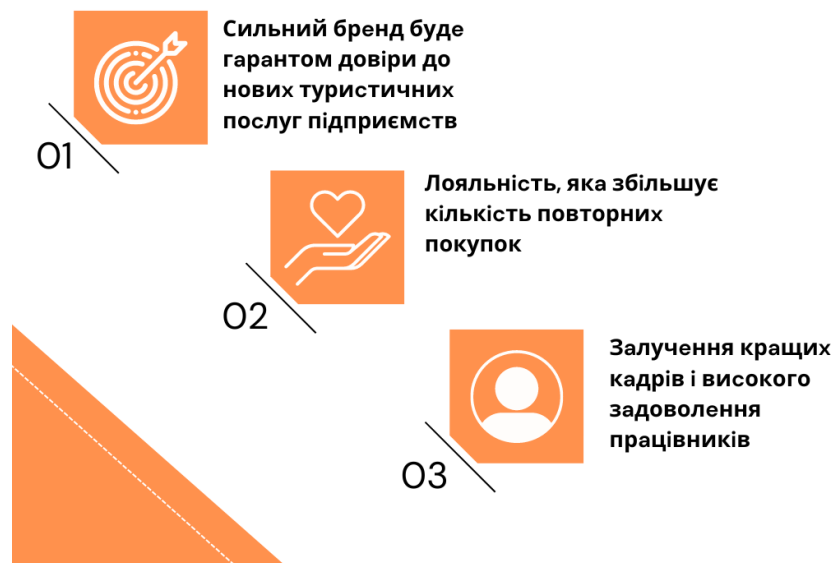 Сильний бренд буде
гарантом довіри до
нових туристичних
послуг підприємств
01
Лояльність, яка збільшує
кількість повторних
покупок
02
Залучення кращих
кадрів і високого
задоволення
працівників
03